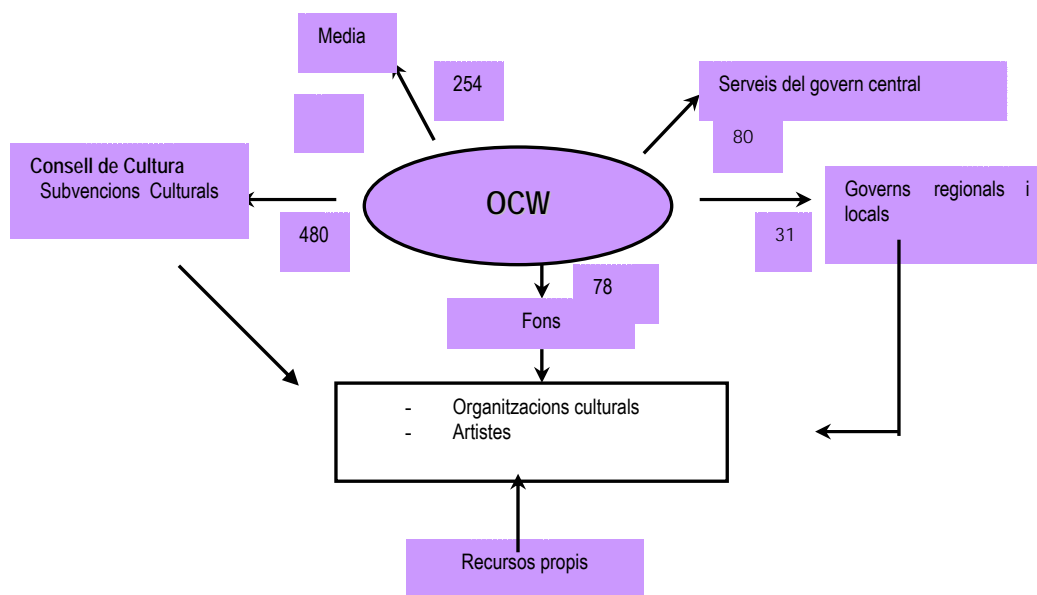 Media
254
Serveis del govern central
80
Consell de Cultura
Subvencions Culturals
480
OCW
Governs regionals i
locals
31
78
Fons
- Organitzacions culturals
- Artistes
Recursos propis